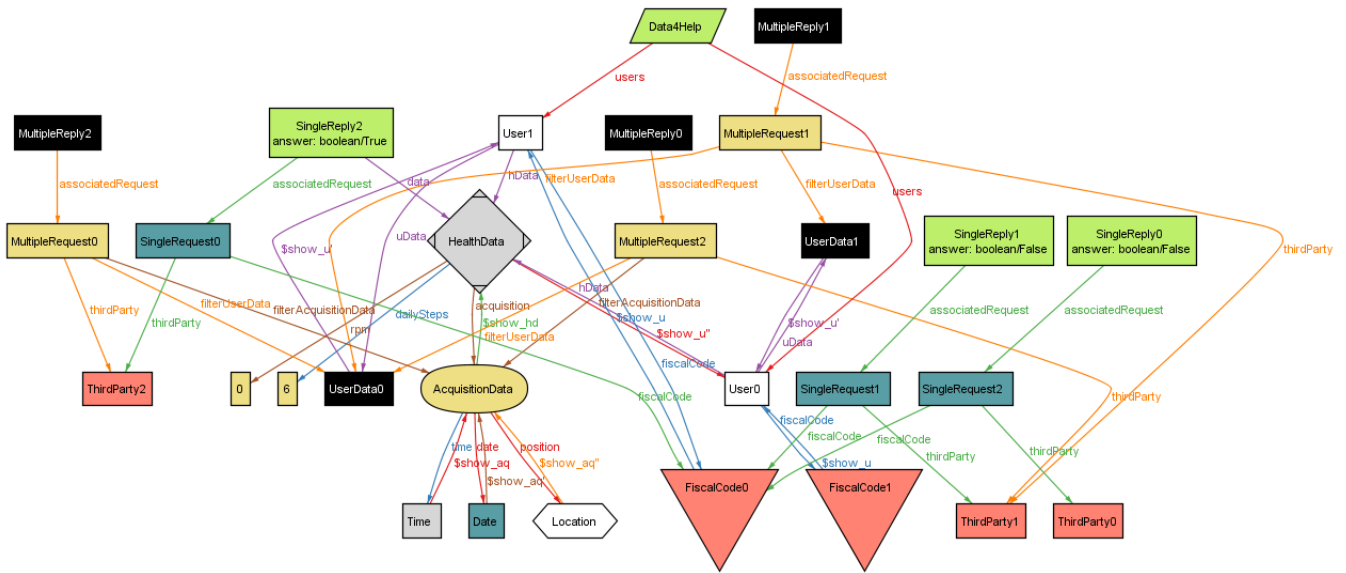 Data4Help
MultipleReply1
users
associatedRequest
MultipleReply2
SingleReply2
answer: boolean/True
User1
MultipleReply0
MultipleRequest1
associatedRequest
associatedRequest
data
hData
filterUserData
associatedRequest
filterUserData
users
MultipleRequest0
SingleRequest0
$show_u'
uData
HealthData
MultipleRequest2
UserData1
SingleReply1
answer: boolean/False
SingleReply0
answer: boolean/False
thirdParty
thirdParty
thirdParty
filterUserData
filterAcquisitionData
rpm
dailySteps
acquisition
$show_hd
filterUserData
hData
filterAcquisitionData
$show_u
$show_u''
$show_u'
uData
associatedRequest
associatedRequest
ThirdParty2
0
6
UserData0
AcquisitionData
fiscalCode
fiscalCode
User0
SingleRequest1
SingleRequest2
thirdParty
time
date
position
$show_aq
$show_aq''
$show_aq'
fiscalCode
$show_u
fiscalCode
fiscalCode
thirdParty
thirdParty
Time
Date
Location
FiscalCode0
FiscalCode1
ThirdParty1
ThirdParty0